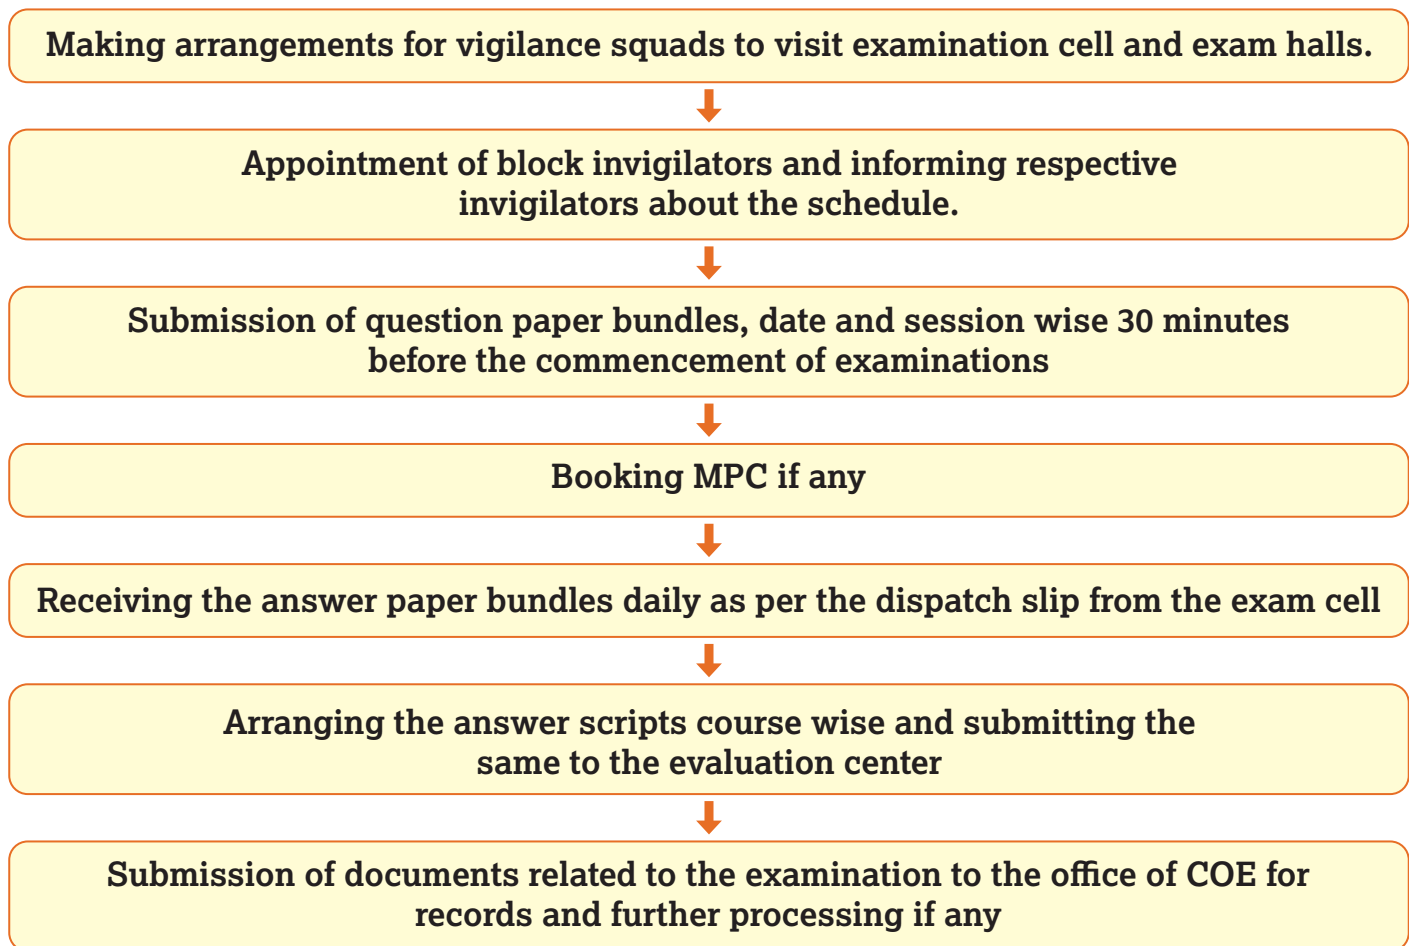 Making arrangements for vigilance squads to visit examination cell and exam halls.
Appointment of block invigilators and informing respective
invigilators about the schedule.
Submission of question paper bundles, date and session wise 30 minutes
before the commencement of examinations
Booking MPC if any
Receiving the answer paper bundles daily as per the dispatch slip from the exam cell
Arranging the answer scripts course wise and submitting the
same to the evaluation center
Submission of documents related to the examination to the office of COE for
records and further processing if any